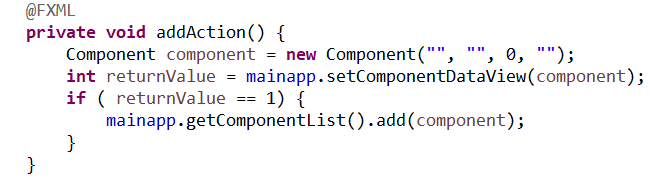 @FXML
private void addAction() {
    Component component = new Component("", "", 0, "");
    int returnValue = mainapp.setComponentDataView(component);
    if ( returnValue == 1) {
        mainapp.getComponentList().add(component);
    }
}